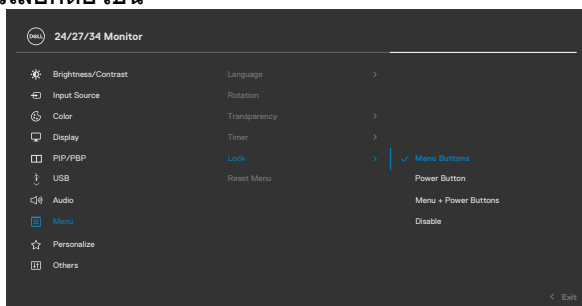 DELL 24/27/34 Monitor
Brightness/Contrast Language
Input Source Rotation
Color Transparency
Display Timer
PIP/PBP Lock Menu Buttons
USB Reset Menu Power Button
Audio Menu + Power Buttons
Menu Disable
Personalize
Others
Exit